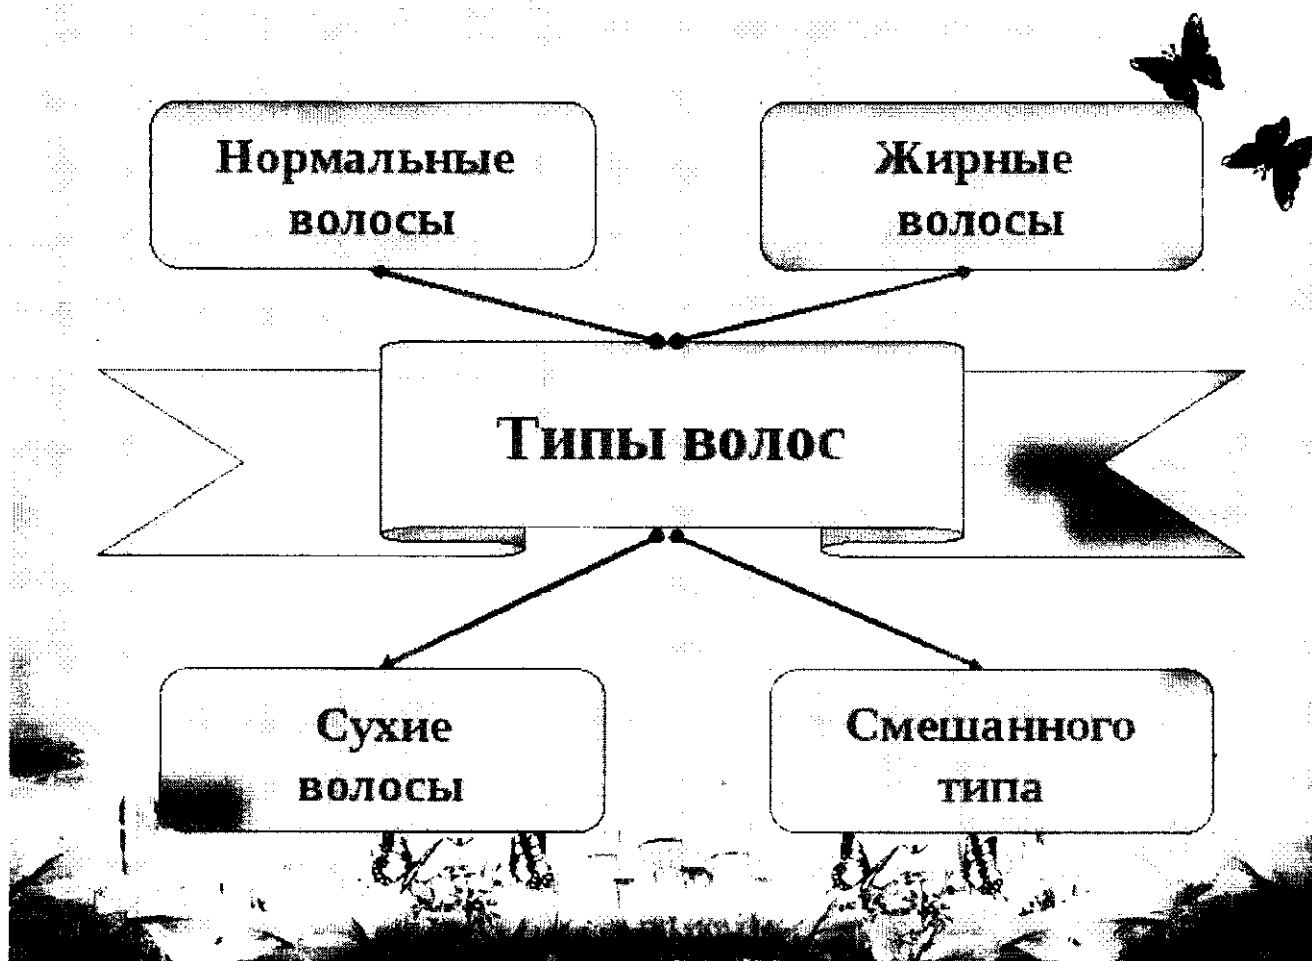 Нормальные
волосы
Жирные
волосы
Типы волос
Сухие
волосы
Смешанного
типа